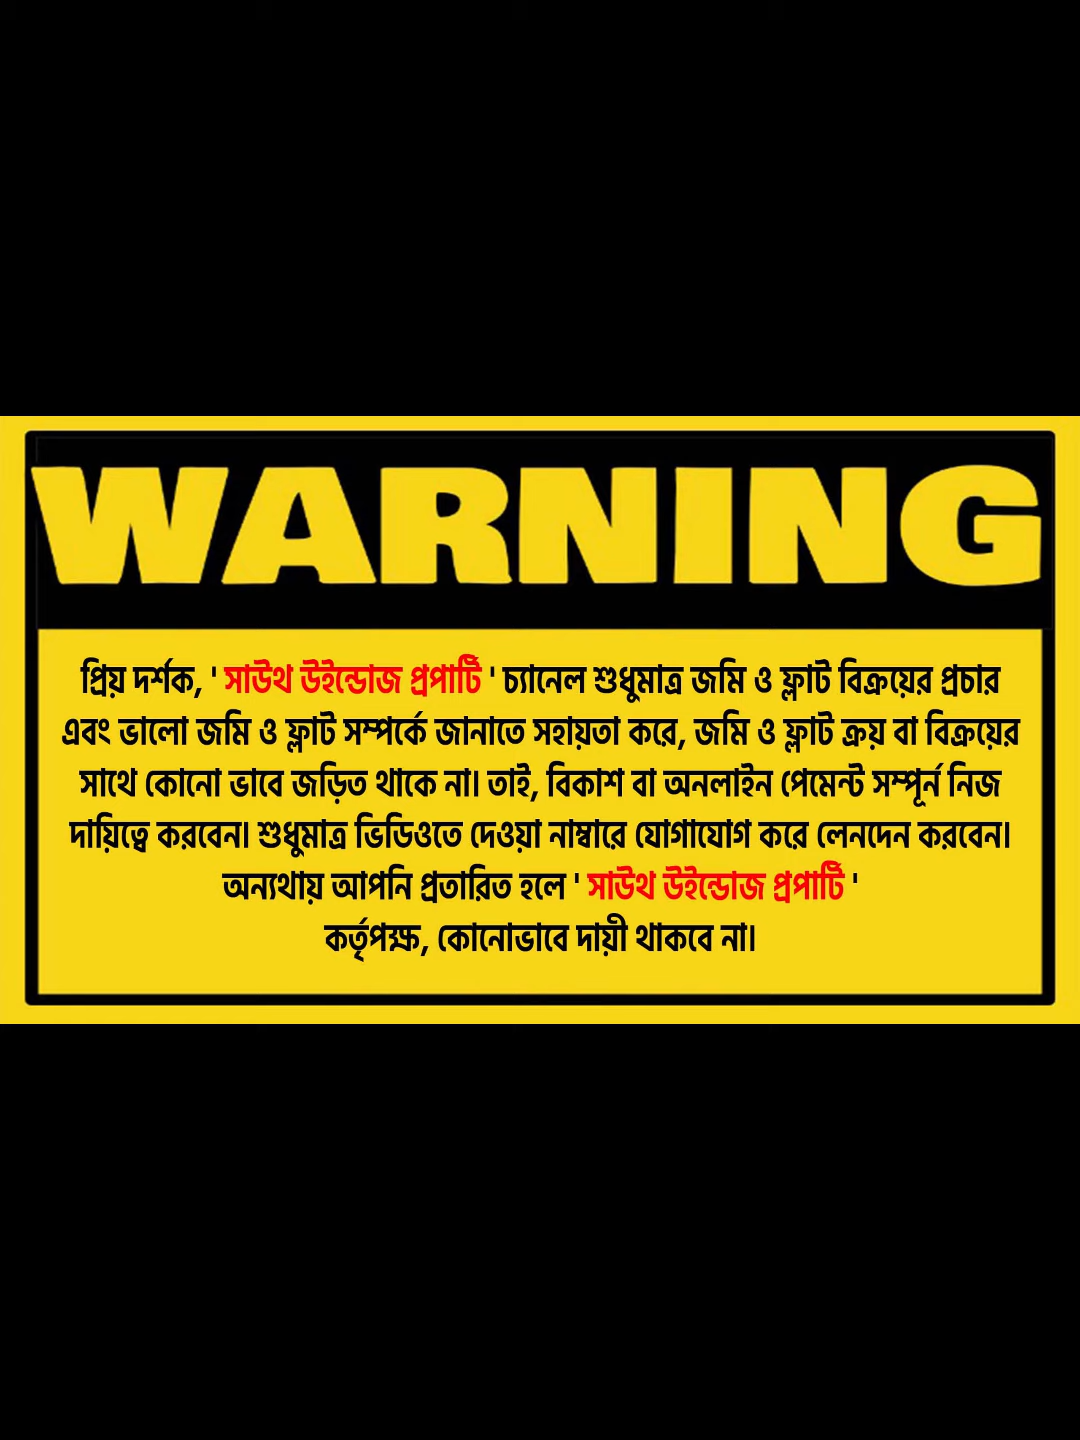 WARNING
প্রিয় দর্শক, ' সাউথ উইন্ডোজ প্রপার্টি ' চ্যানেল শুধুমাত্র জমি ও ফ্লাট বিক্রয়ের প্রচার
এবং ভালো জমি ও ফ্লাট সম্পর্কে জানাতে সহায়তা করে, জমি ও ফ্লাট ক্রয় বা বিক্রয়ের
সাথে কোনো ভাবে জড়িত থাকে না। তাই, বিকাশ বা অনলাইন পেমেন্ট সম্পূর্ন নিজ
দায়িত্বে করবেন। শুধুমাত্র ভিডিওতে দেওয়া নাম্বারে যোগাযোগ করে লেনদেন করবেন।
অন্যথায় আপনি প্রতারিত হলে ' সাউথ উইন্ডোজ প্রপার্টি '
কর্তৃপক্ষ, কোনোভাবে দায়ী থাকবে না।